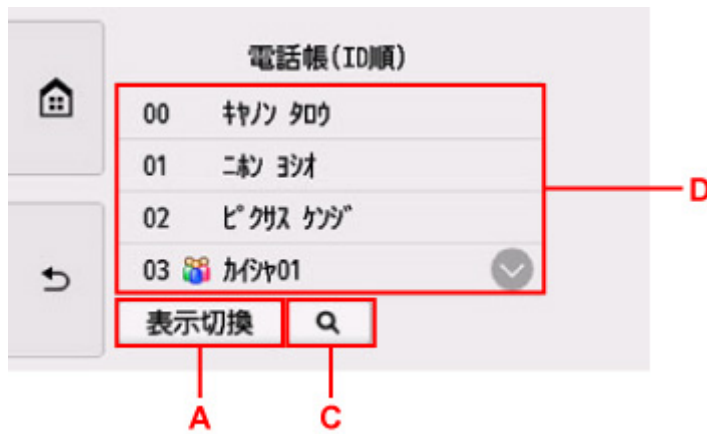 電話帳(ID順)
00 ｷﾔﾉﾝ ﾀﾛｳ
01 ﾆﾎﾝ ﾖｼｵ
02 ﾋﾟｸｻｽ ｹﾝｼﾞ
03 ｶｲｼﾔ01
D
表示切換
A
C